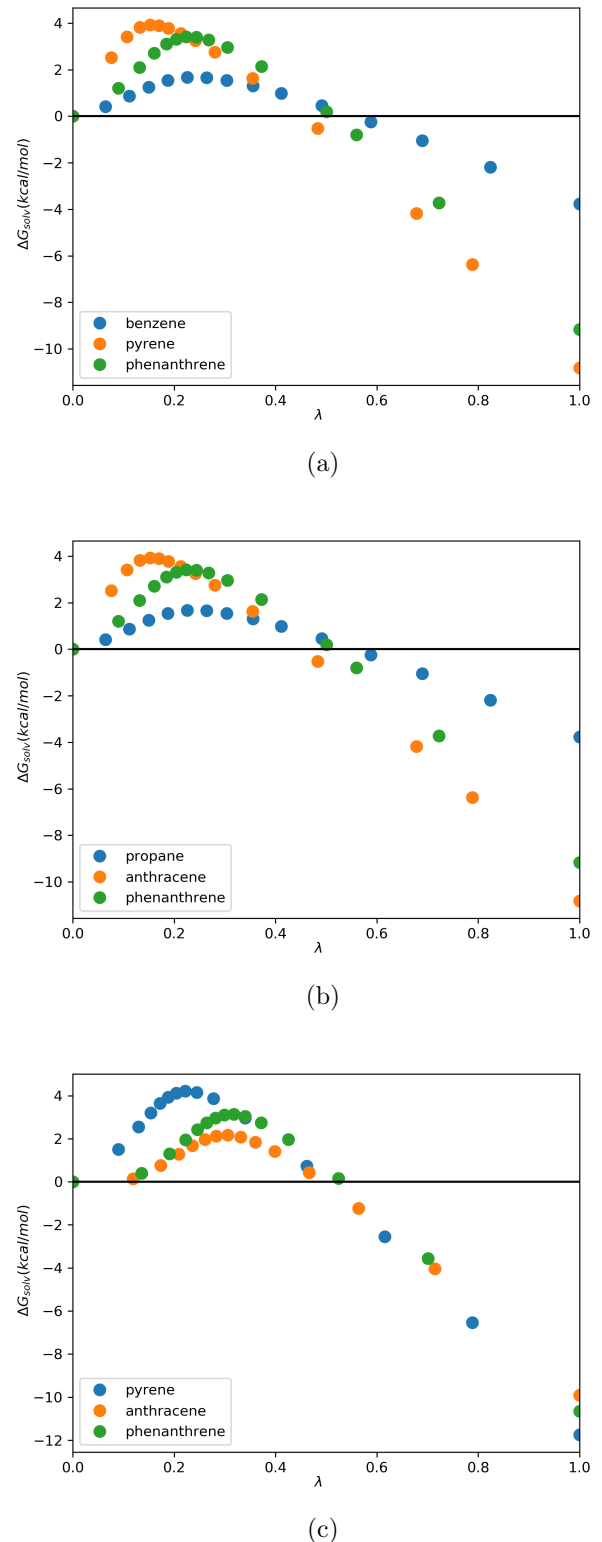 4
2
0
−2
−4
−6
−8
−10
ΔG_solv(kcal/mol)
benzene
pyrene
phenanthrene
0.0 0.2 0.4 0.6 0.8 1.0
λ
(a)
4
2
0
−2
−4
−6
−8
−10
ΔG_solv(kcal/mol)
propane
anthracene
phenanthrene
0.0 0.2 0.4 0.6 0.8 1.0
λ
(b)
4
2
0
−2
−4
−6
−8
−10
−12
ΔG_solv(kcal/mol)
pyrene
anthracene
phenanthrene
0.0 0.2 0.4 0.6 0.8 1.0
λ
(c)